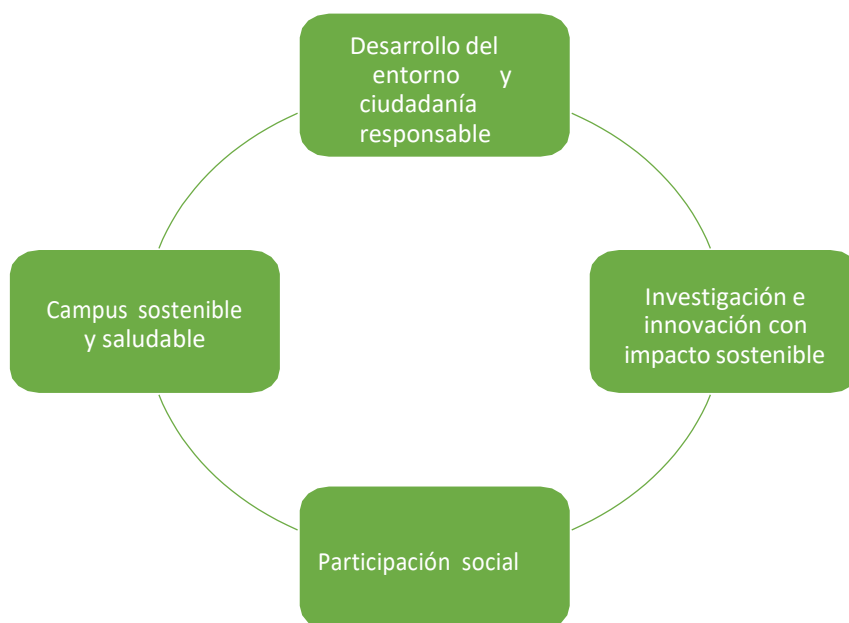 Desarrollo del
entorno y
ciudadanía
responsable
Campus sostenible
y saludable
Investigación e
innovación con
impacto sostenible
Participación social